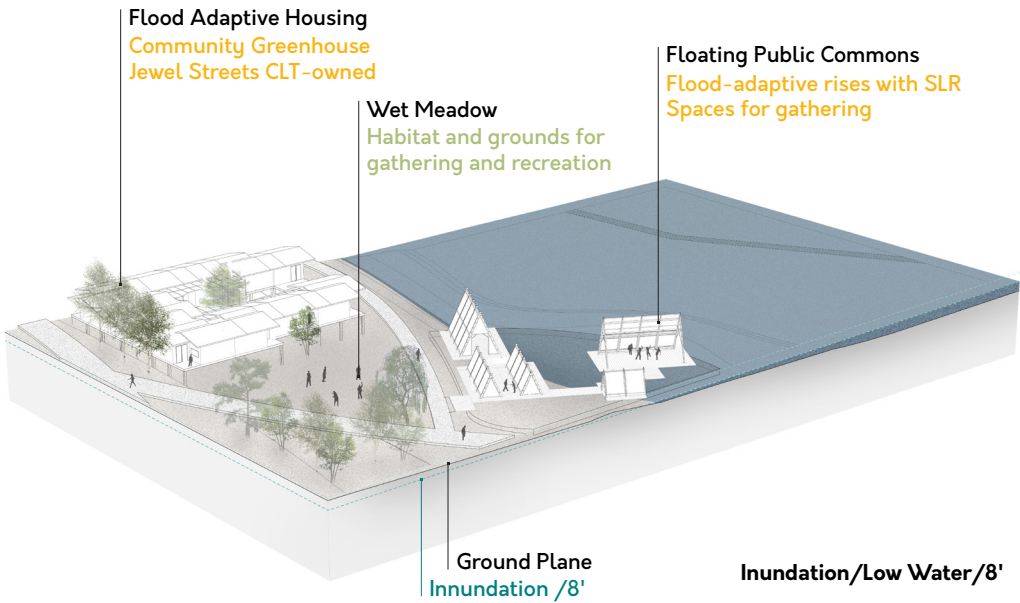 Flood Adaptive Housing
Community Greenhouse
Jewel Streets CLT-owned
Wet Meadow
Habitat and grounds for
gathering and recreation
Floating Public Commons
Flood-adaptive rises with SLR
Spaces for gathering
Ground Plane
Innundation /8'
Inundation/Low Water/8'